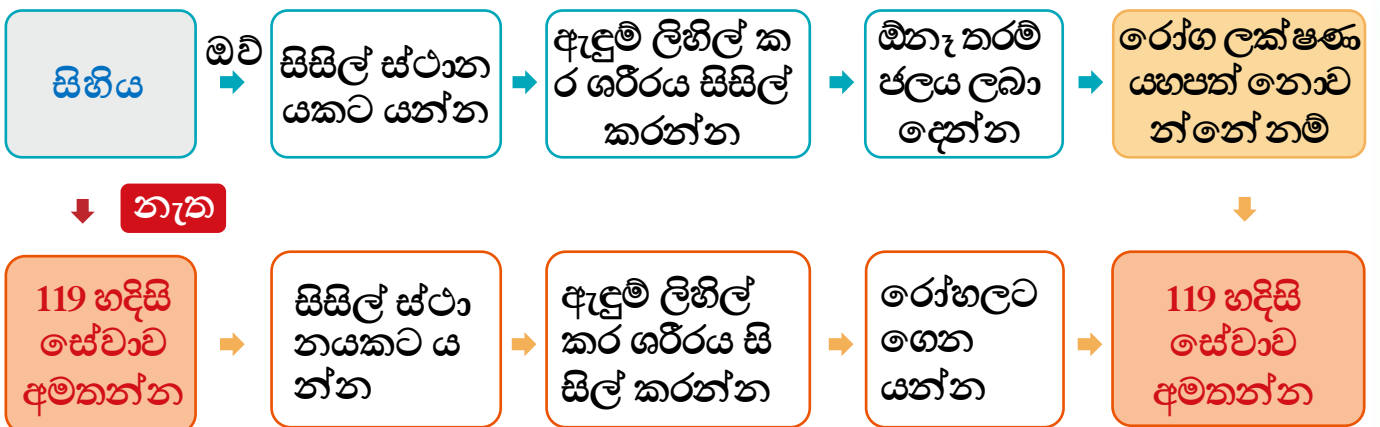 සිහිය
ඔව්
සිසිල් ස්ථාන
යකට යන්න
ඇඳුම් ලිහිල් ක
ර ශරීරය සිසිල්
කරන්න
ඕනෑ තරම්
ජලය ලබා
දෙන්න
රෝග ලක්ෂණ
යහපත් නොව
න්නේ නම්
නැත
119 හදිසි
සේවාව
අමතන්න
සිසිල් ස්ථා
නයකට ය
න්න
ඇඳුම් ලිහිල්
කර ශරීරය සි
සිල් කරන්න
රෝහලට
ගෙන
යන්න
119 හදිසි
සේවාව
අමතන්න